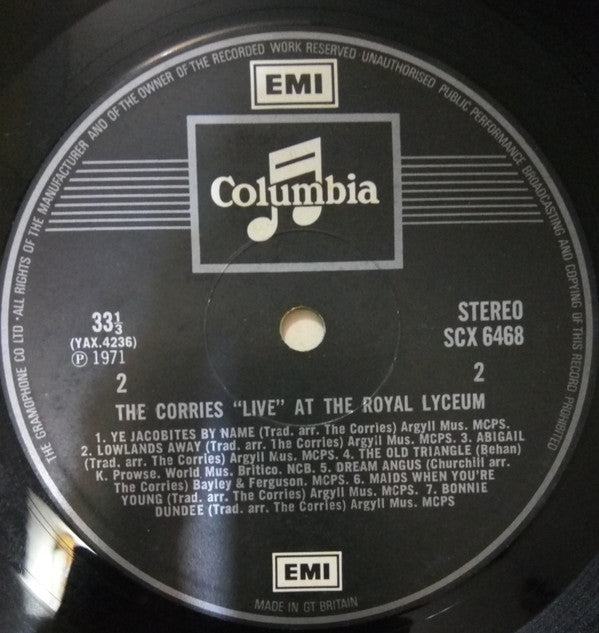 THE GRAMOPHONE CO LTD · ALL RIGHTS OF THE MANUFACTURER AND OF THE OWNER OF THE RECORDED WORK RESERVED · UNAUTHORISED PUBLIC PERFORMANCE BROADCASTING AND COPYING OF THIS RECORD PROHIBITED
EMI
Columbia
33⅓
(YAX.4236)
Ⓟ 1971
2
STEREO
SCX 6468
2
THE CORRIES "LIVE" AT THE ROYAL LYCEUM
1. YE JACOBITES BY NAME (Trad. arr. The Corries) Argyll Mus. MCPS.
2. LOWLANDS AWAY (Trad. arr. The Corries) Argyll Mus. MCPS. 3. ABIGAIL
(Trad. arr. The Corries) Argyll Mus. MCPS. 4. THE OLD TRIANGLE (Behan)
K. Prowse. World Mus. Britico. NCB. 5. DREAM ANGUS (Churchill arr.
The Corries) Bayley & Ferguson. MCPS. 6. MAIDS WHEN YOU'RE
YOUNG (Trad. arr. The Corries) Argyll Mus. MCPS. 7. BONNIE
DUNDEE (Trad. arr. The Corries) Argyll Mus. MCPS
EMI
MADE IN GT BRITAIN